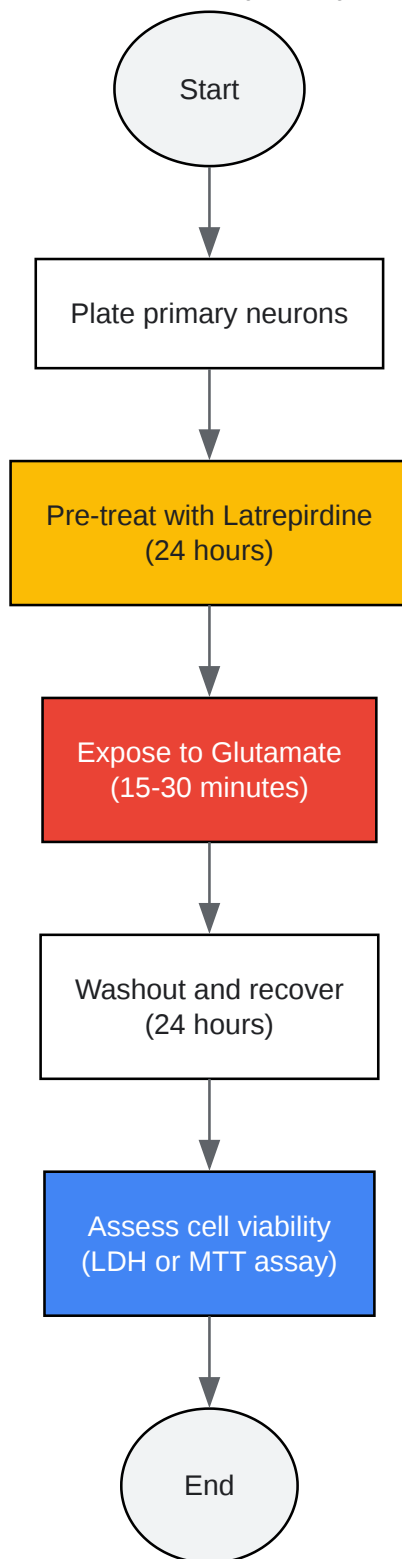 Start
Plate primary neurons
Pre-treat with Latrepirdine
(24 hours)
Expose to Glutamate
(15-30 minutes)
Washout and recover
(24 hours)
Assess cell viability
(LDH or MTT assay)
End